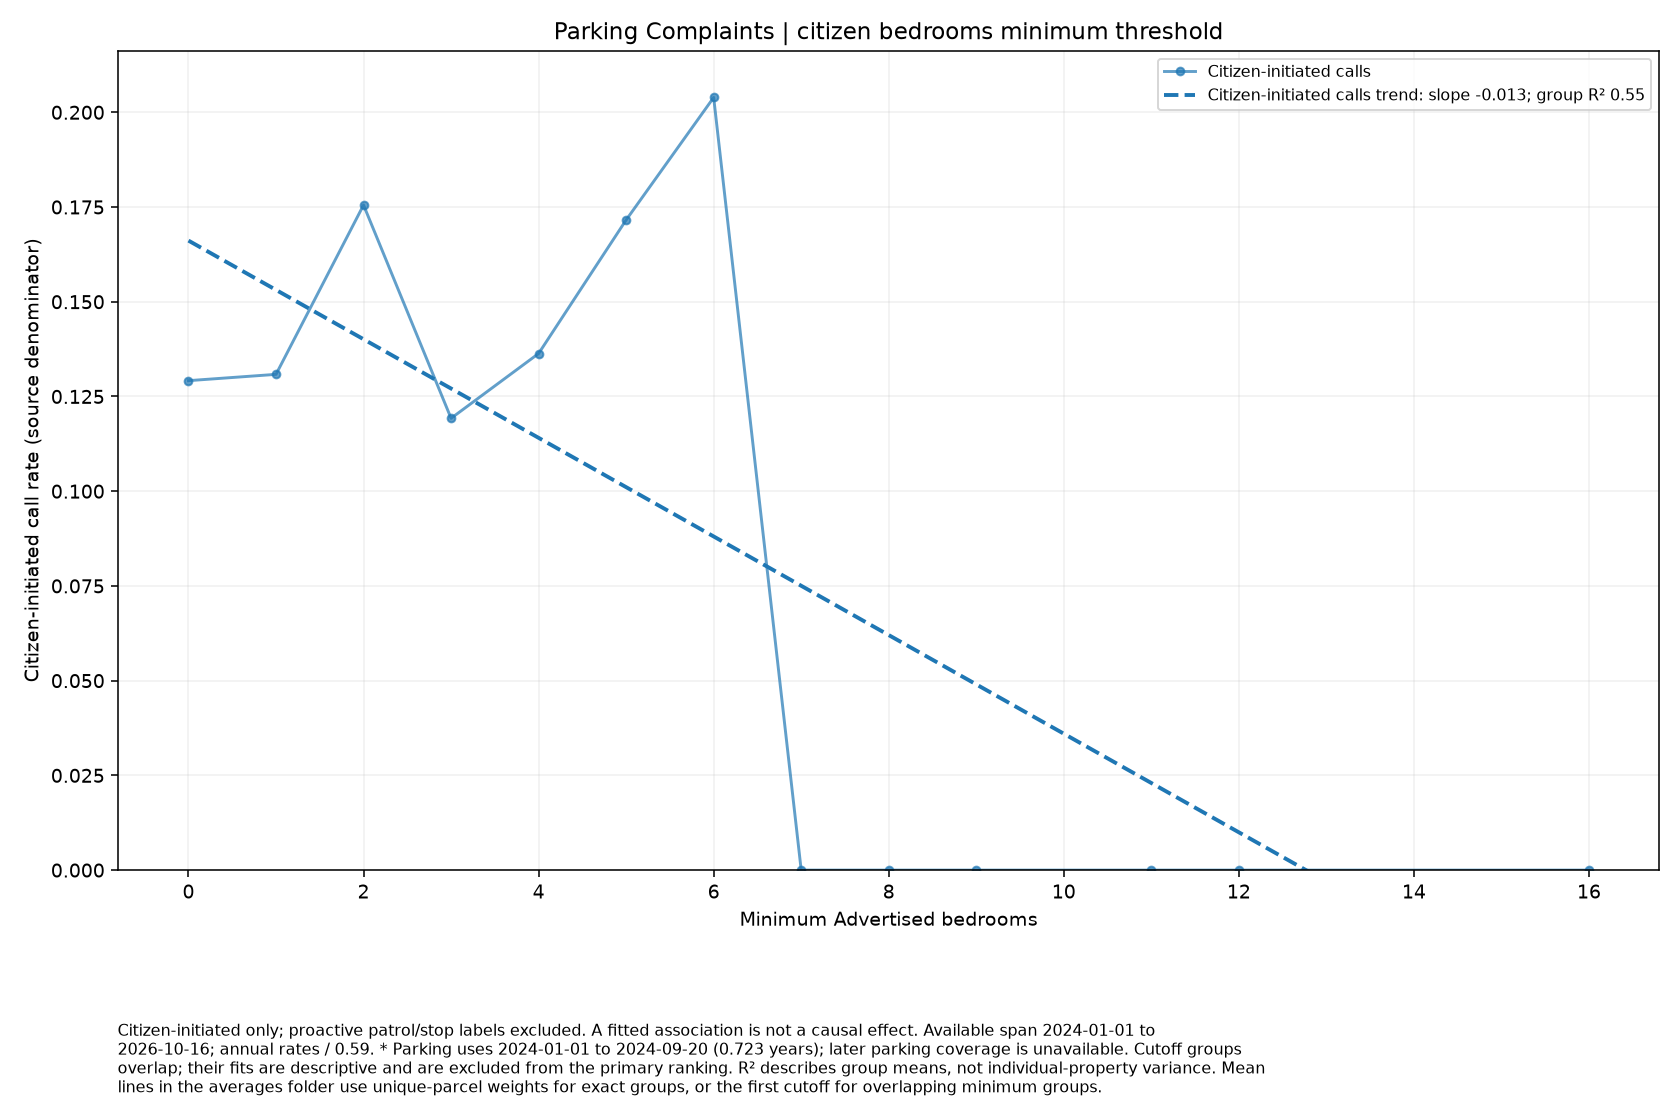 Parking Complaints | citizen bedrooms minimum threshold
Citizen-initiated calls
Citizen-initiated calls trend: slope -0.013; group R² 0.55
Citizen-initiated call rate (source denominator)
0.200
0.175
0.150
0.125
0.100
0.075
0.050
0.025
0.000
0 2 4 6 8 10 12 14 16
Minimum Advertised bedrooms
Citizen-initiated only; proactive patrol/stop labels excluded. A fitted association is not a causal effect. Available span 2024-01-01 to
2026-10-16; annual rates / 0.59. * Parking uses 2024-01-01 to 2024-09-20 (0.723 years); later parking coverage is unavailable. Cutoff groups
overlap; their fits are descriptive and are excluded from the primary ranking. R² describes group means, not individual-property variance. Mean
lines in the averages folder use unique-parcel weights for exact groups, or the first cutoff for overlapping minimum groups.